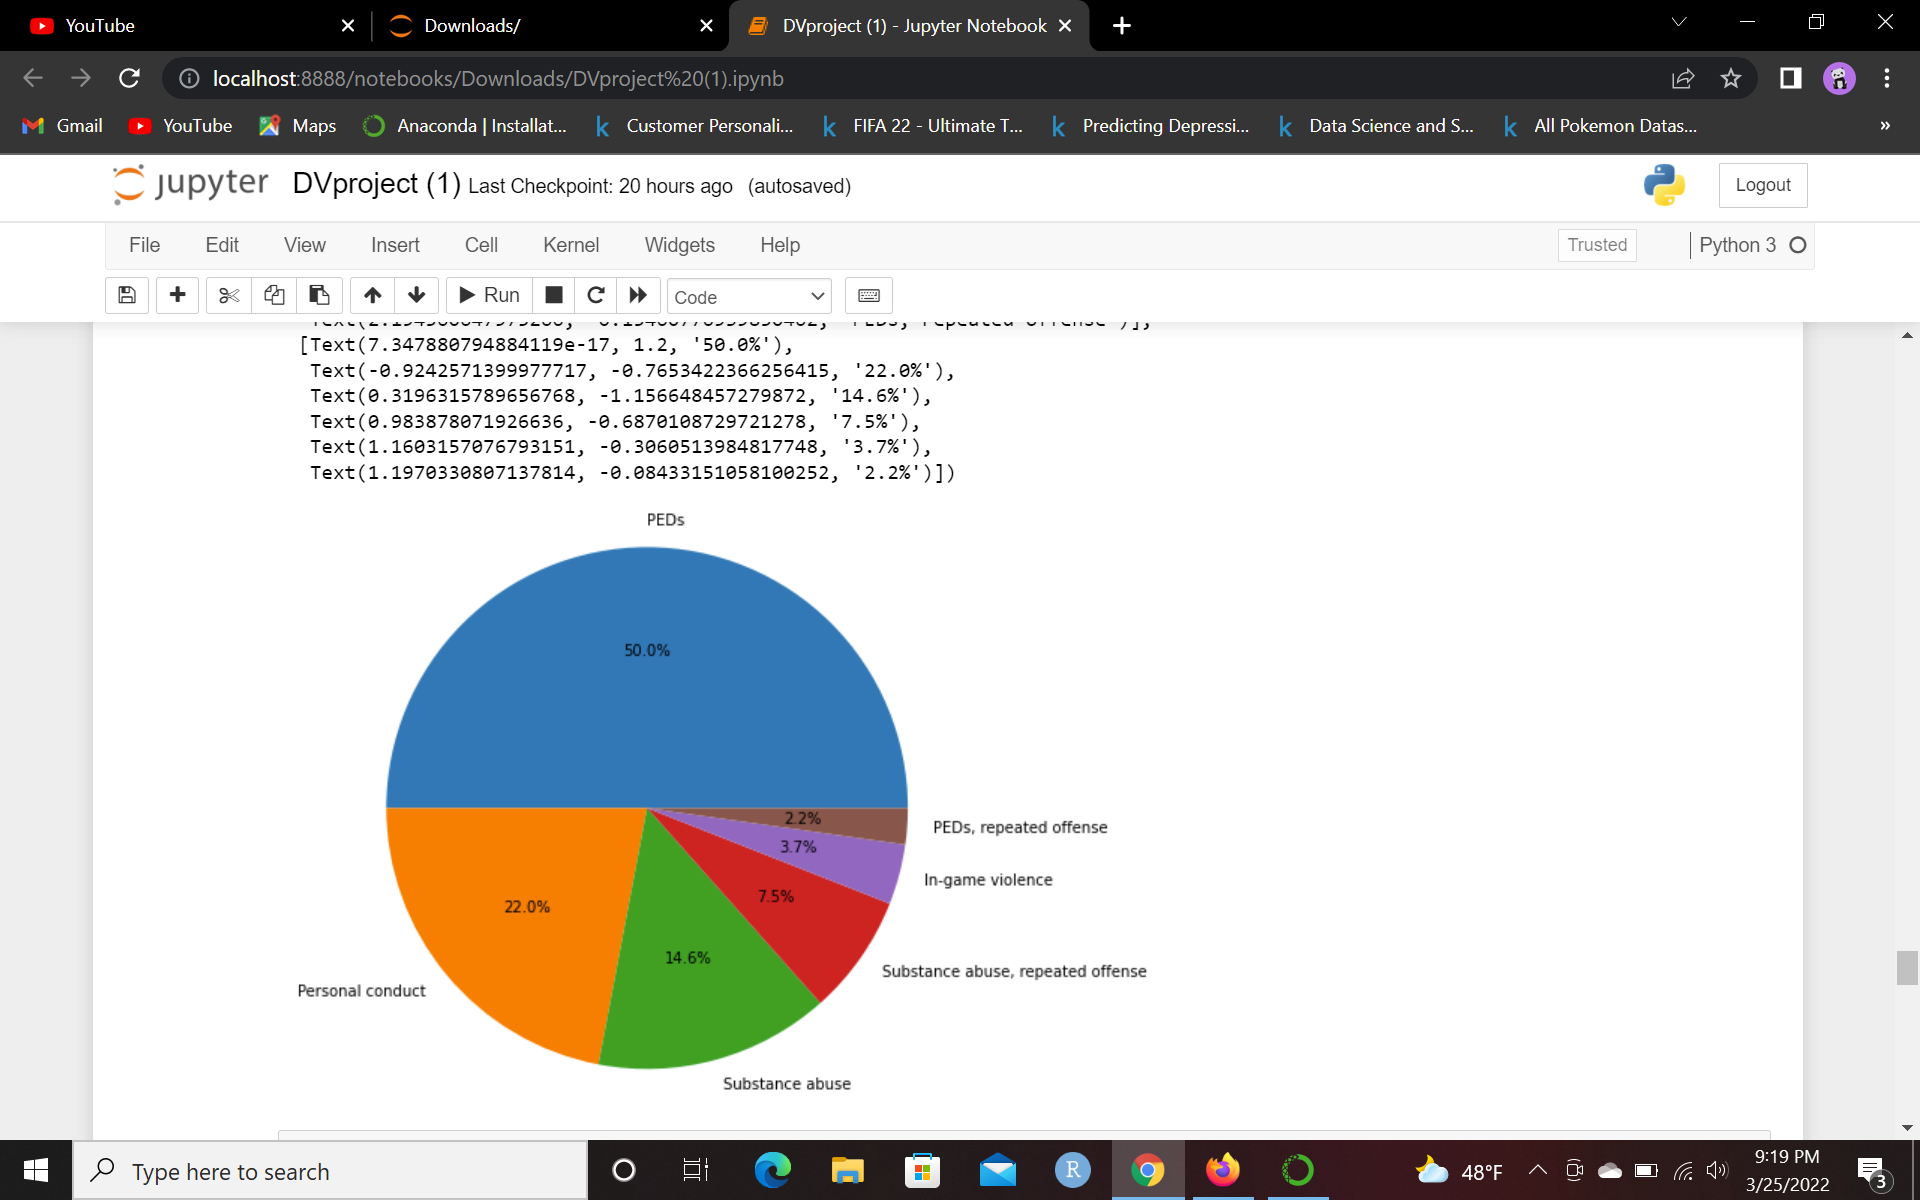 YouTube
Downloads/
DVproject (1) - Jupyter Notebook
localhost:8888/notebooks/Downloads/DVproject%20(1).ipynb
Gmail YouTube Maps Anaconda | Installat... Customer Personali... FIFA 22 - Ultimate T... Predicting Depressi... Data Science and S... All Pokemon Datas... »
jupyter DVproject (1) Last Checkpoint: 20 hours ago (autosaved)
Logout
File Edit View Insert Cell Kernel Widgets Help
Trusted
Python 3
Run
Code
[Text(7.347880794884119e-17, 1.2, '50.0%'),
Text(-0.9242571399977717, -0.7653422366256415, '22.0%'),
Text(0.3196315789656768, -1.156648457279872, '14.6%'),
Text(0.983878071926636, -0.6870108729721278, '7.5%'),
Text(1.1603157076793151, -0.3060513984817748, '3.7%'),
Text(1.1970330807137814, -0.08433151058100252, '2.2%')])
PEDs
50.0%
2.2%
PEDs, repeated offense
3.7%
In-game violence
7.5%
22.0%
14.6%
Substance abuse, repeated offense
Personal conduct
Substance abuse
Type here to search
R
48°F
9:19 PM
3/25/2022
3